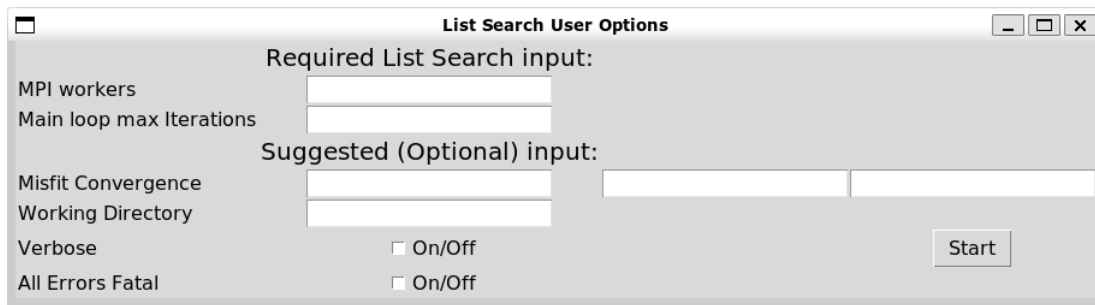 List Search User Options
Required List Search input:
MPI workers
Main loop max Iterations
Suggested (Optional) input:
Misfit Convergence
Working Directory
Verbose On/Off Start
All Errors Fatal On/Off